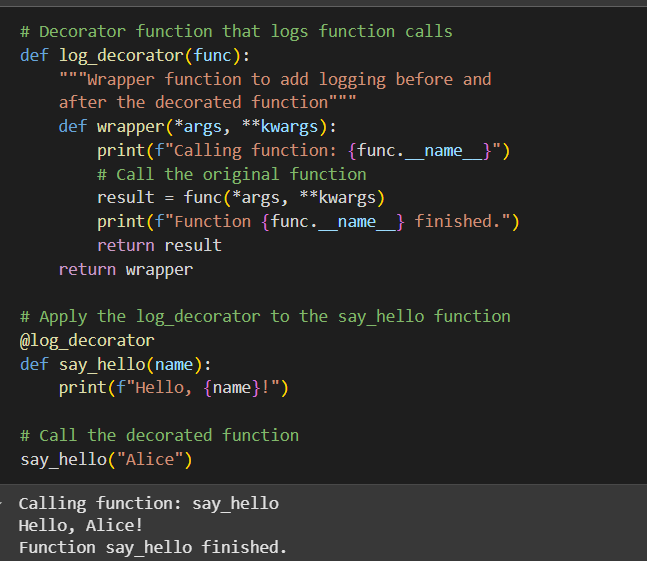 # Decorator function that logs function calls
def log_decorator(func):
    """Wrapper function to add logging before and
    after the decorated function"""
    def wrapper(*args, **kwargs):
        print(f"Calling function: {func.__name__}")
        # Call the original function
        result = func(*args, **kwargs)
        print(f"Function {func.__name__} finished.")
        return result
    return wrapper

# Apply the log_decorator to the say_hello function
@log_decorator
def say_hello(name):
    print(f"Hello, {name}!")

# Call the decorated function
say_hello("Alice")
Calling function: say_hello
Hello, Alice!
Function say_hello finished.